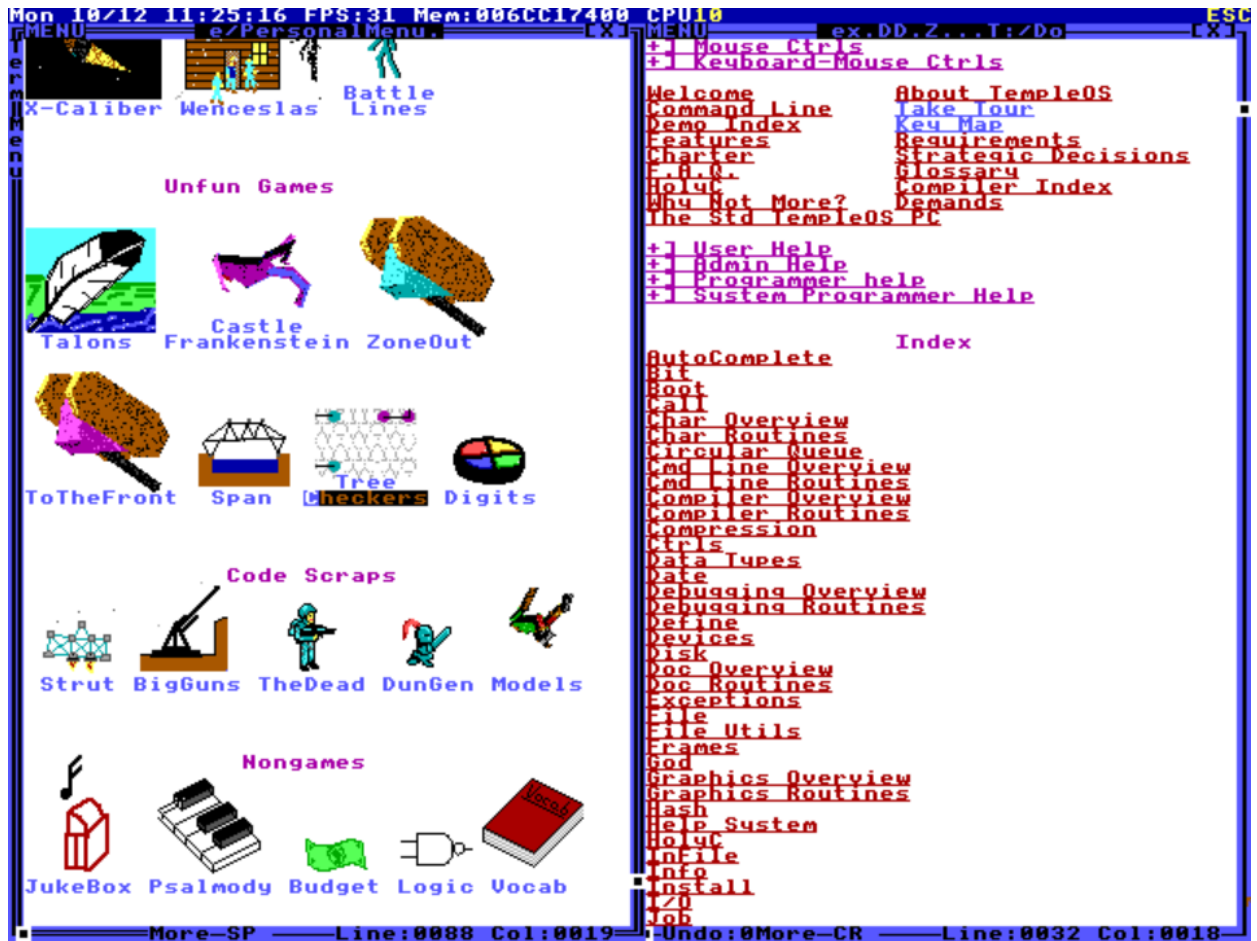 Mon 10/12 11:25:16 FPS:31 Mem:006CC17400 CPU10 ESC
MENU e/PersonalMenu. [X]
Term Menu
X-Caliber Wenceslas Battle Lines
Unfun Games
Talons Castle Frankenstein ZoneOut
ToTheFront Span Tree Checkers Digits
Code Scraps
Strut BigGuns TheDead DunGen Models
Nongames
Vocab
JukeBox Psalmody Budget Logic Vocab
More-SP Line:0088 Col:0019
MENU ex.DD.Z...T:/Do [X]
+] Mouse Ctrls
+] Keyboard-Mouse Ctrls
Welcome About TempleOS
Command Line Take Tour
Demo Index Key Map
Features Requirements
Charter Strategic Decisions
F.A.Q. Glossary
HolyC Compiler Index
Why Not More? Demands
The Std TempleOS PC
+] User Help
+] Admin Help
+] Programmer help
+] System Programmer Help
Index
AutoComplete
Bit
Boot
Call
Char Overview
Char Routines
Circular Queue
Cmd Line Overview
Cmd Line Routines
Compiler Overview
Compiler Routines
Compression
Ctrls
Data Types
Date
Debugging Overview
Debugging Routines
Define
Devices
Disk
Doc Overview
Doc Routines
Exceptions
File
File Utils
Frames
God
Graphics Overview
Graphics Routines
Hash
Help System
HolyC
InFile
Info
Install
I/O
Job
-Undo:0More-CR Line:0032 Col:0018